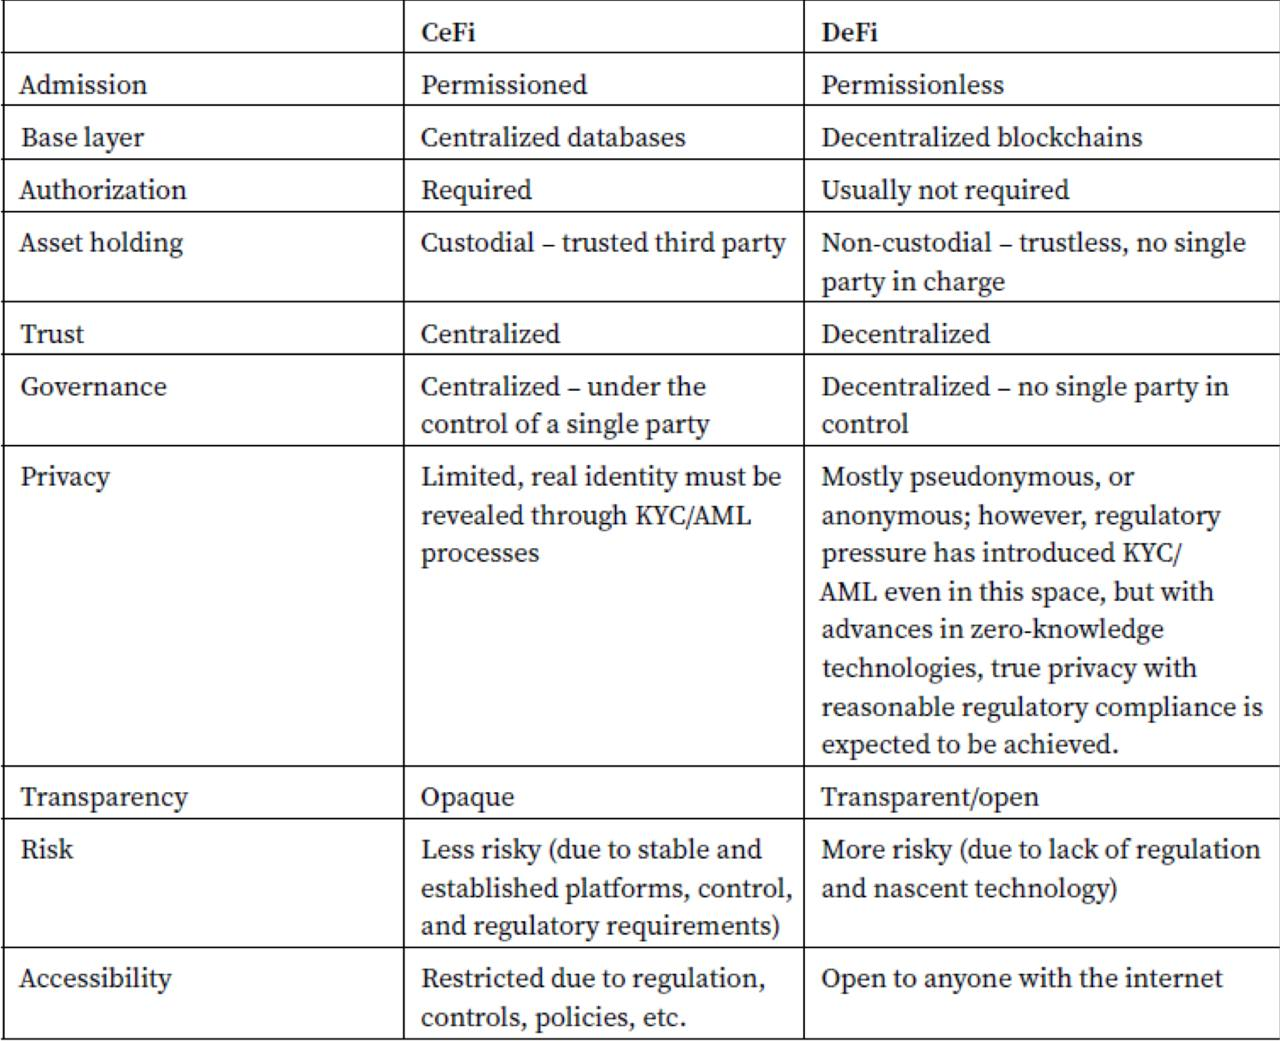 CeFi
DeFi
Admission
Permissioned
Permissionless
Base layer
Centralized databases
Decentralized blockchains
Authorization
Required
Usually not required
Asset holding
Custodial – trusted third party
Non-custodial – trustless, no single
party in charge
Trust
Centralized
Decentralized
Governance
Centralized – under the
control of a single party
Decentralized – no single party in
control
Privacy
Limited, real identity must be
revealed through KYC/AML
processes
Mostly pseudonymous, or
anonymous; however, regulatory
pressure has introduced KYC/
AML even in this space, but with
advances in zero-knowledge
technologies, true privacy with
reasonable regulatory compliance is
expected to be achieved.
Transparency
Opaque
Transparent/open
Risk
Less risky (due to stable and
established platforms, control,
and regulatory requirements)
More risky (due to lack of regulation
and nascent technology)
Accessibility
Restricted due to regulation,
controls, policies, etc.
Open to anyone with the internet